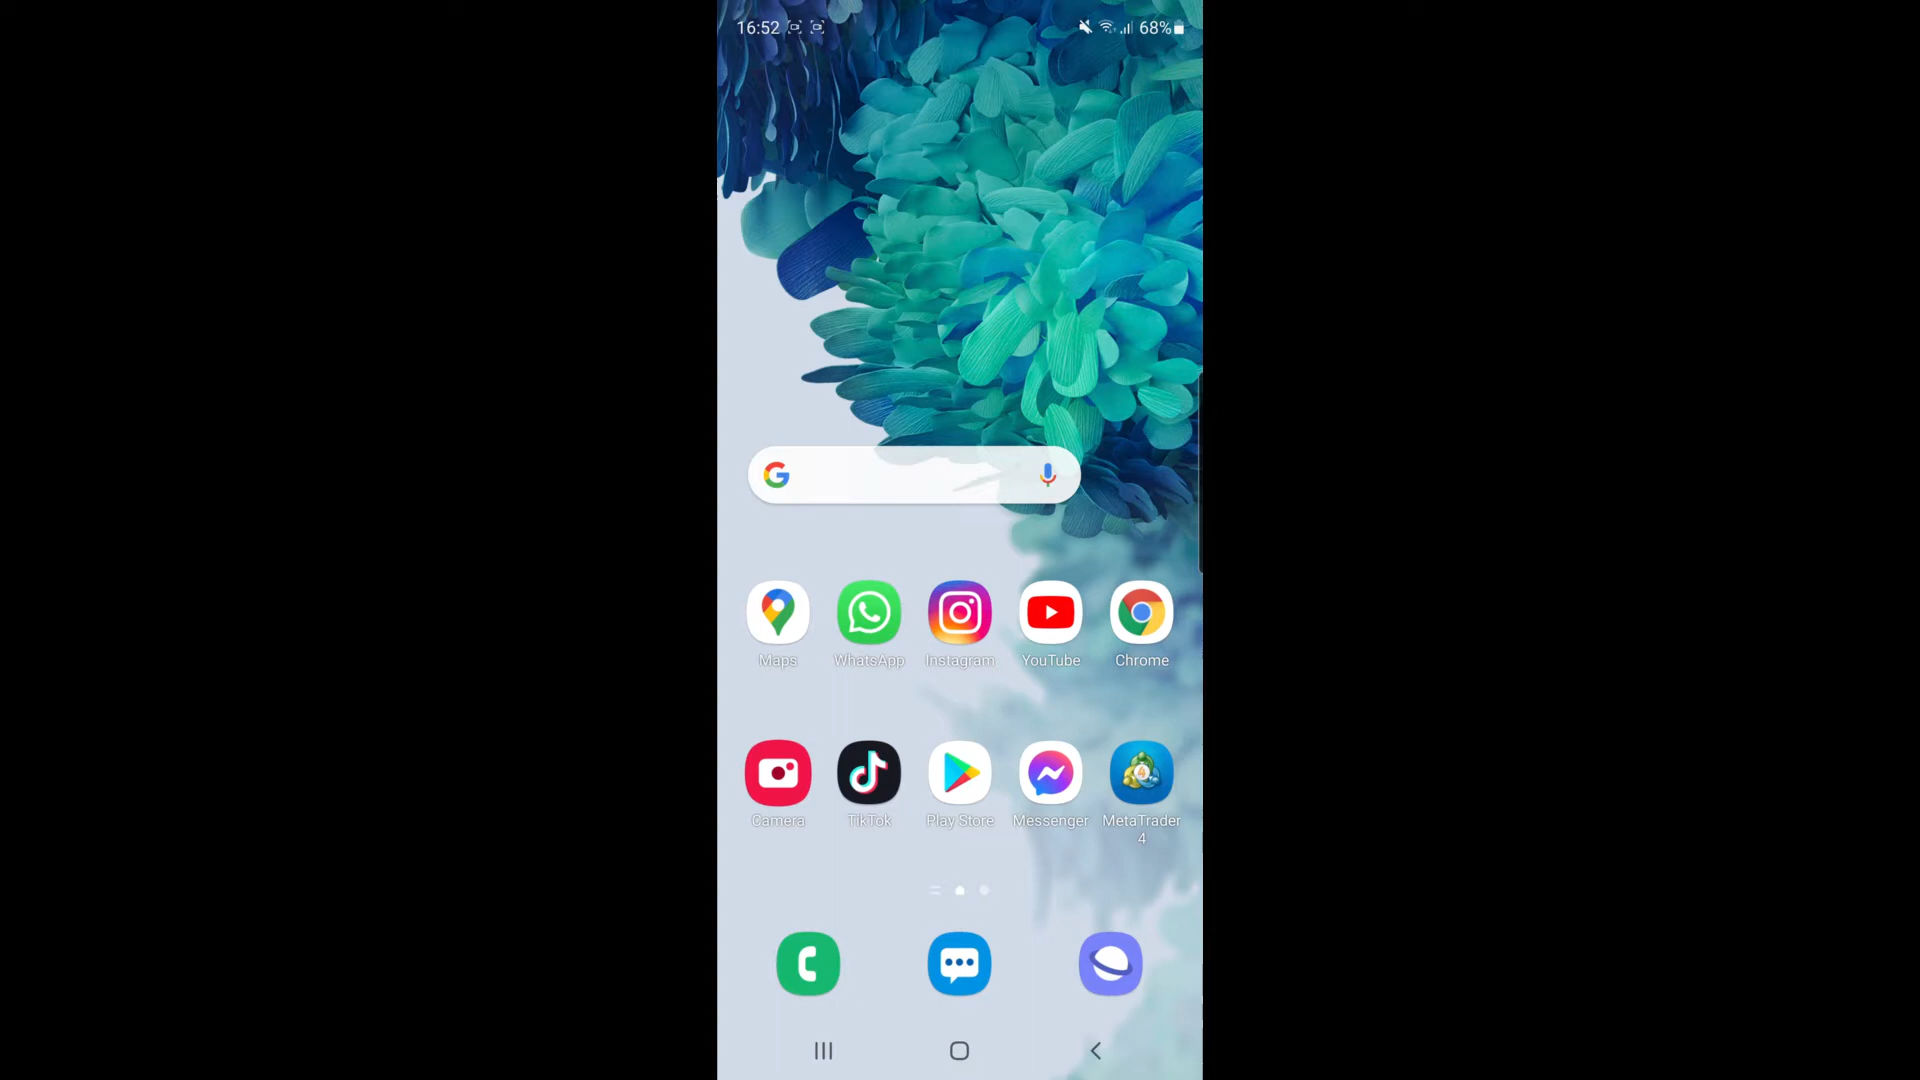 16:52
68%
Maps WhatsApp Instagram YouTube Chrome
Camera TikTok Play Store Messenger MetaTrader
4